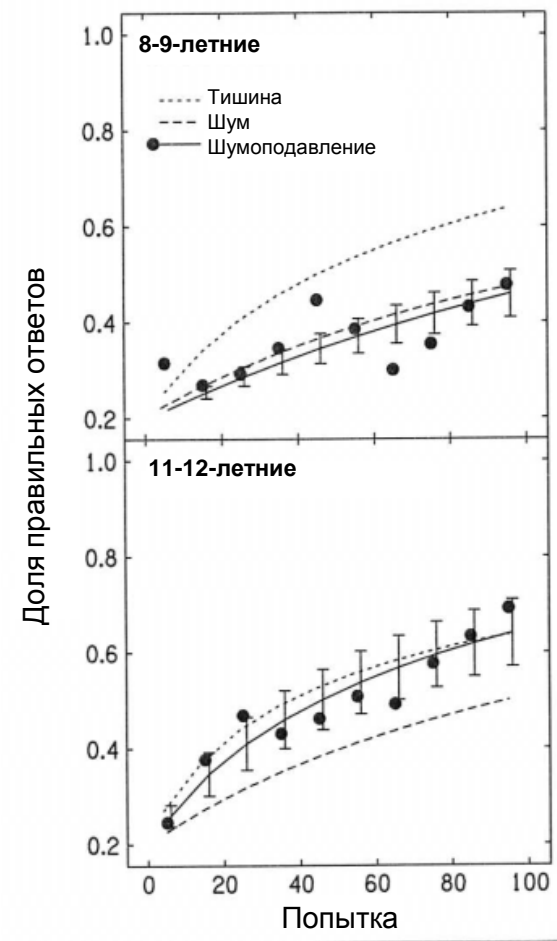 1.0
8-9-летние
Тишина
0.8
Шум
Шумоподавление
0.6
0.4
0.2
Доля правильных ответов
1.0
11-12-летние
0.8
0.6
0.4
0.2
0 20 40 60 80 100
Попытка